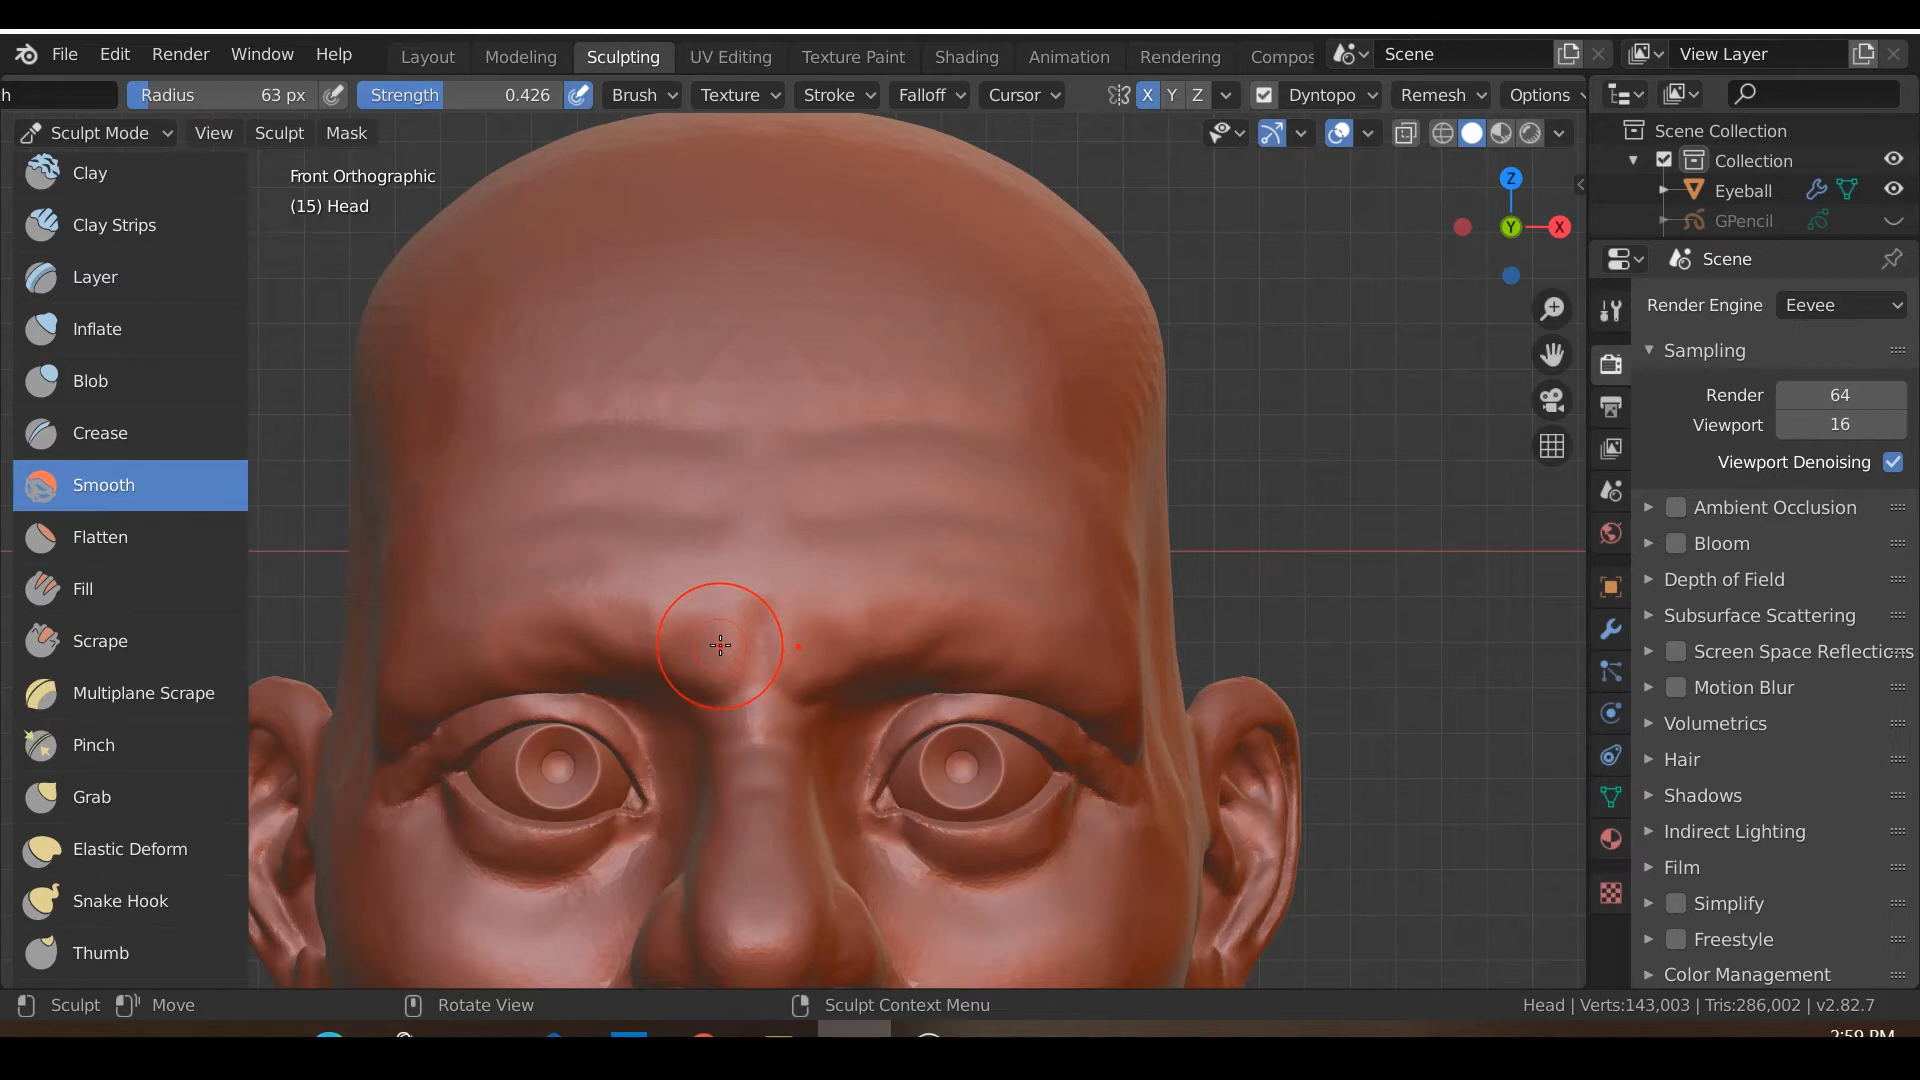 File Edit Render Window Help Layout Modeling Sculpting UV Editing Texture Paint Shading Animation Rendering Compos Scene View Layer
h Radius 63 px Strength 0.426 Brush Texture Stroke Falloff Cursor X Y Z Dyntopo Remesh Options
Sculpt Mode View Sculpt Mask
Clay
Clay Strips
Layer
Inflate
Blob
Crease
Smooth
Flatten
Fill
Scrape
Multiplane Scrape
Pinch
Grab
Elastic Deform
Snake Hook
Thumb
Front Orthographic
(15) Head
Z
Y
X
Scene Collection
Collection
Eyeball
GPencil
Scene
Render Engine Eevee
Sampling
Render 64
Viewport 16
Viewport Denoising
Ambient Occlusion
Bloom
Depth of Field
Subsurface Scattering
Screen Space Reflections
Motion Blur
Volumetrics
Hair
Shadows
Indirect Lighting
Film
Simplify
Freestyle
Color Management
Sculpt Move Rotate View Sculpt Context Menu Head | Verts:143,003 | Tris:286,002 | v2.82.7
2:59 PM